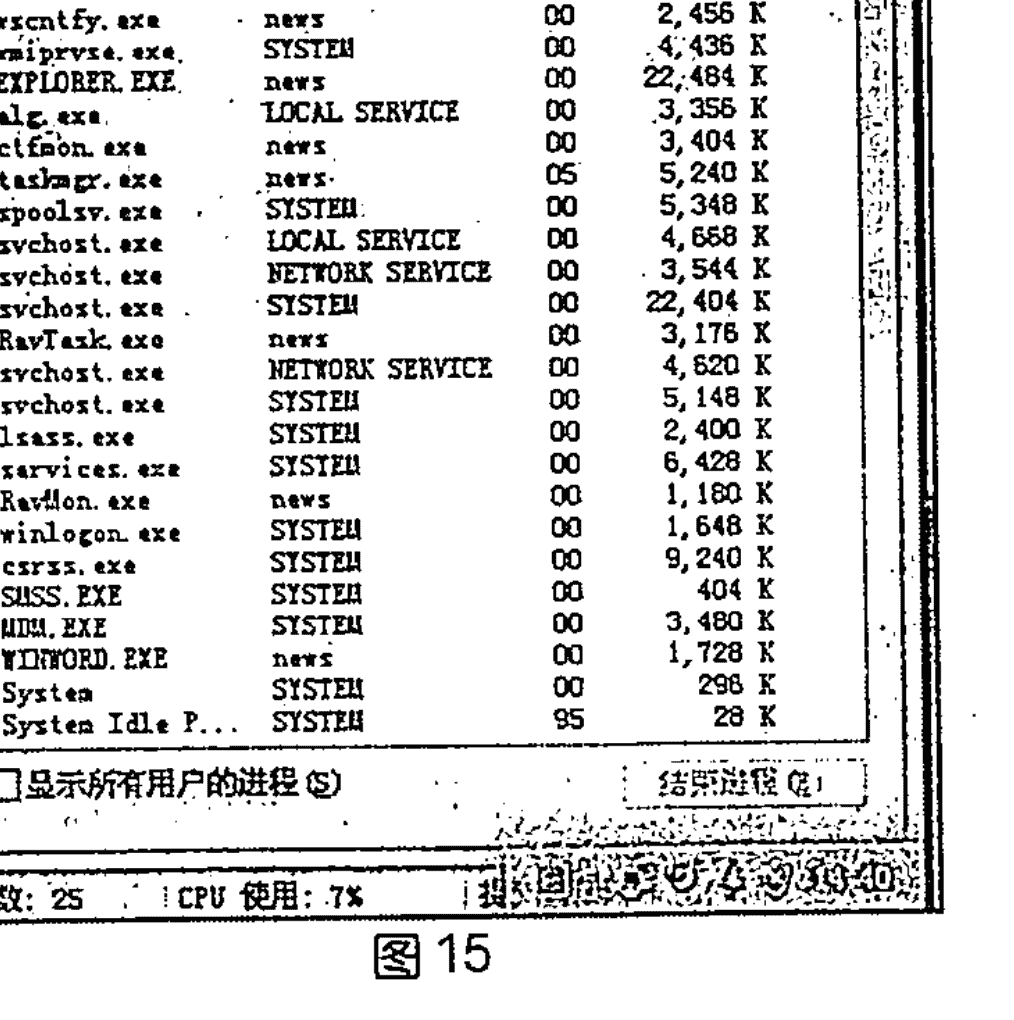 wscntfy.exe news 00 2,456 K
wmiprvse.exe SYSTEM 00 4,436 K
EXPLORER.EXE news 00 22,484 K
alg.exe LOCAL SERVICE 00 3,356 K
ctfmon.exe news 00 3,404 K
taskmgr.exe news 05 5,240 K
spoolsv.exe SYSTEM 00 5,348 K
svchost.exe LOCAL SERVICE 00 4,668 K
svchost.exe NETWORK SERVICE 00 3,544 K
svchost.exe SYSTEM 00 22,404 K
RavTask.exe news 00 3,176 K
svchost.exe NETWORK SERVICE 00 4,620 K
svchost.exe SYSTEM 00 5,148 K
lsass.exe SYSTEM 00 2,400 K
services.exe SYSTEM 00 6,428 K
RavMon.exe news 00 1,180 K
winlogon.exe SYSTEM 00 1,648 K
csrss.exe SYSTEM 00 9,240 K
SMSS.EXE SYSTEM 00 404 K
MDM.EXE SYSTEM 00 3,480 K
WINWORD.EXE news 00 1,728 K
System SYSTEM 00 296 K
System Idle P... SYSTEM 95 28 K
显示所有用户的进程(S) 结束进程(E)
数: 25 CPU 使用: 7%
图 15